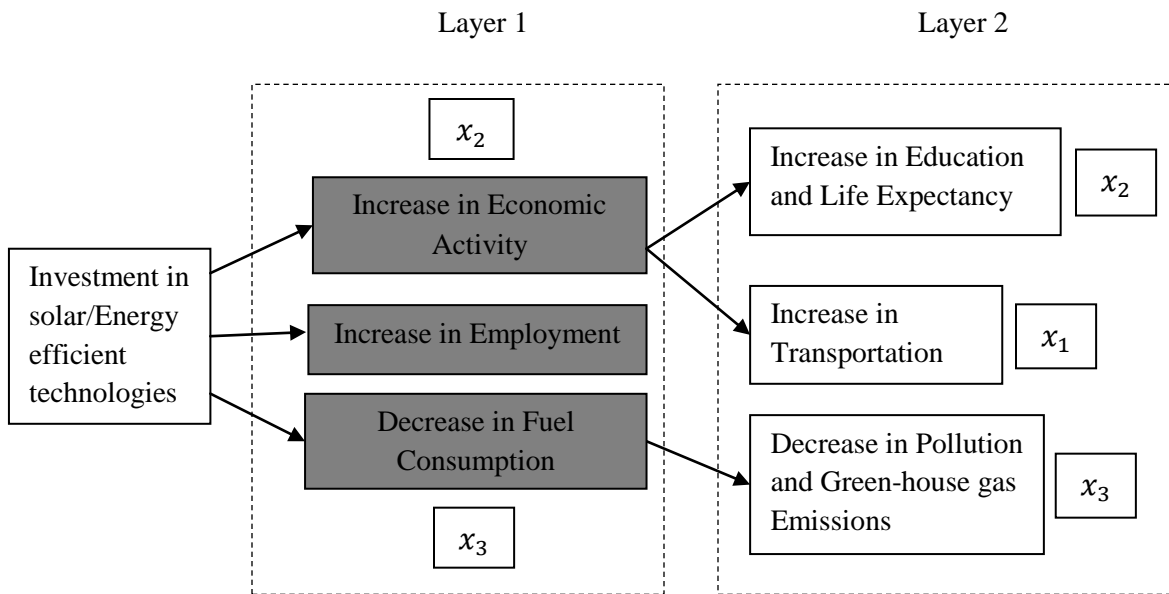 Layer 1
Layer 2
Investment in
solar/Energy
efficient
technologies
𝑥₂
Increase in Economic
Activity
Increase in Employment
Decrease in Fuel
Consumption
𝑥₃
Increase in Education
and Life Expectancy
𝑥₂
Increase in
Transportation
𝑥₁
Decrease in Pollution
and Green-house gas
Emissions
𝑥₃